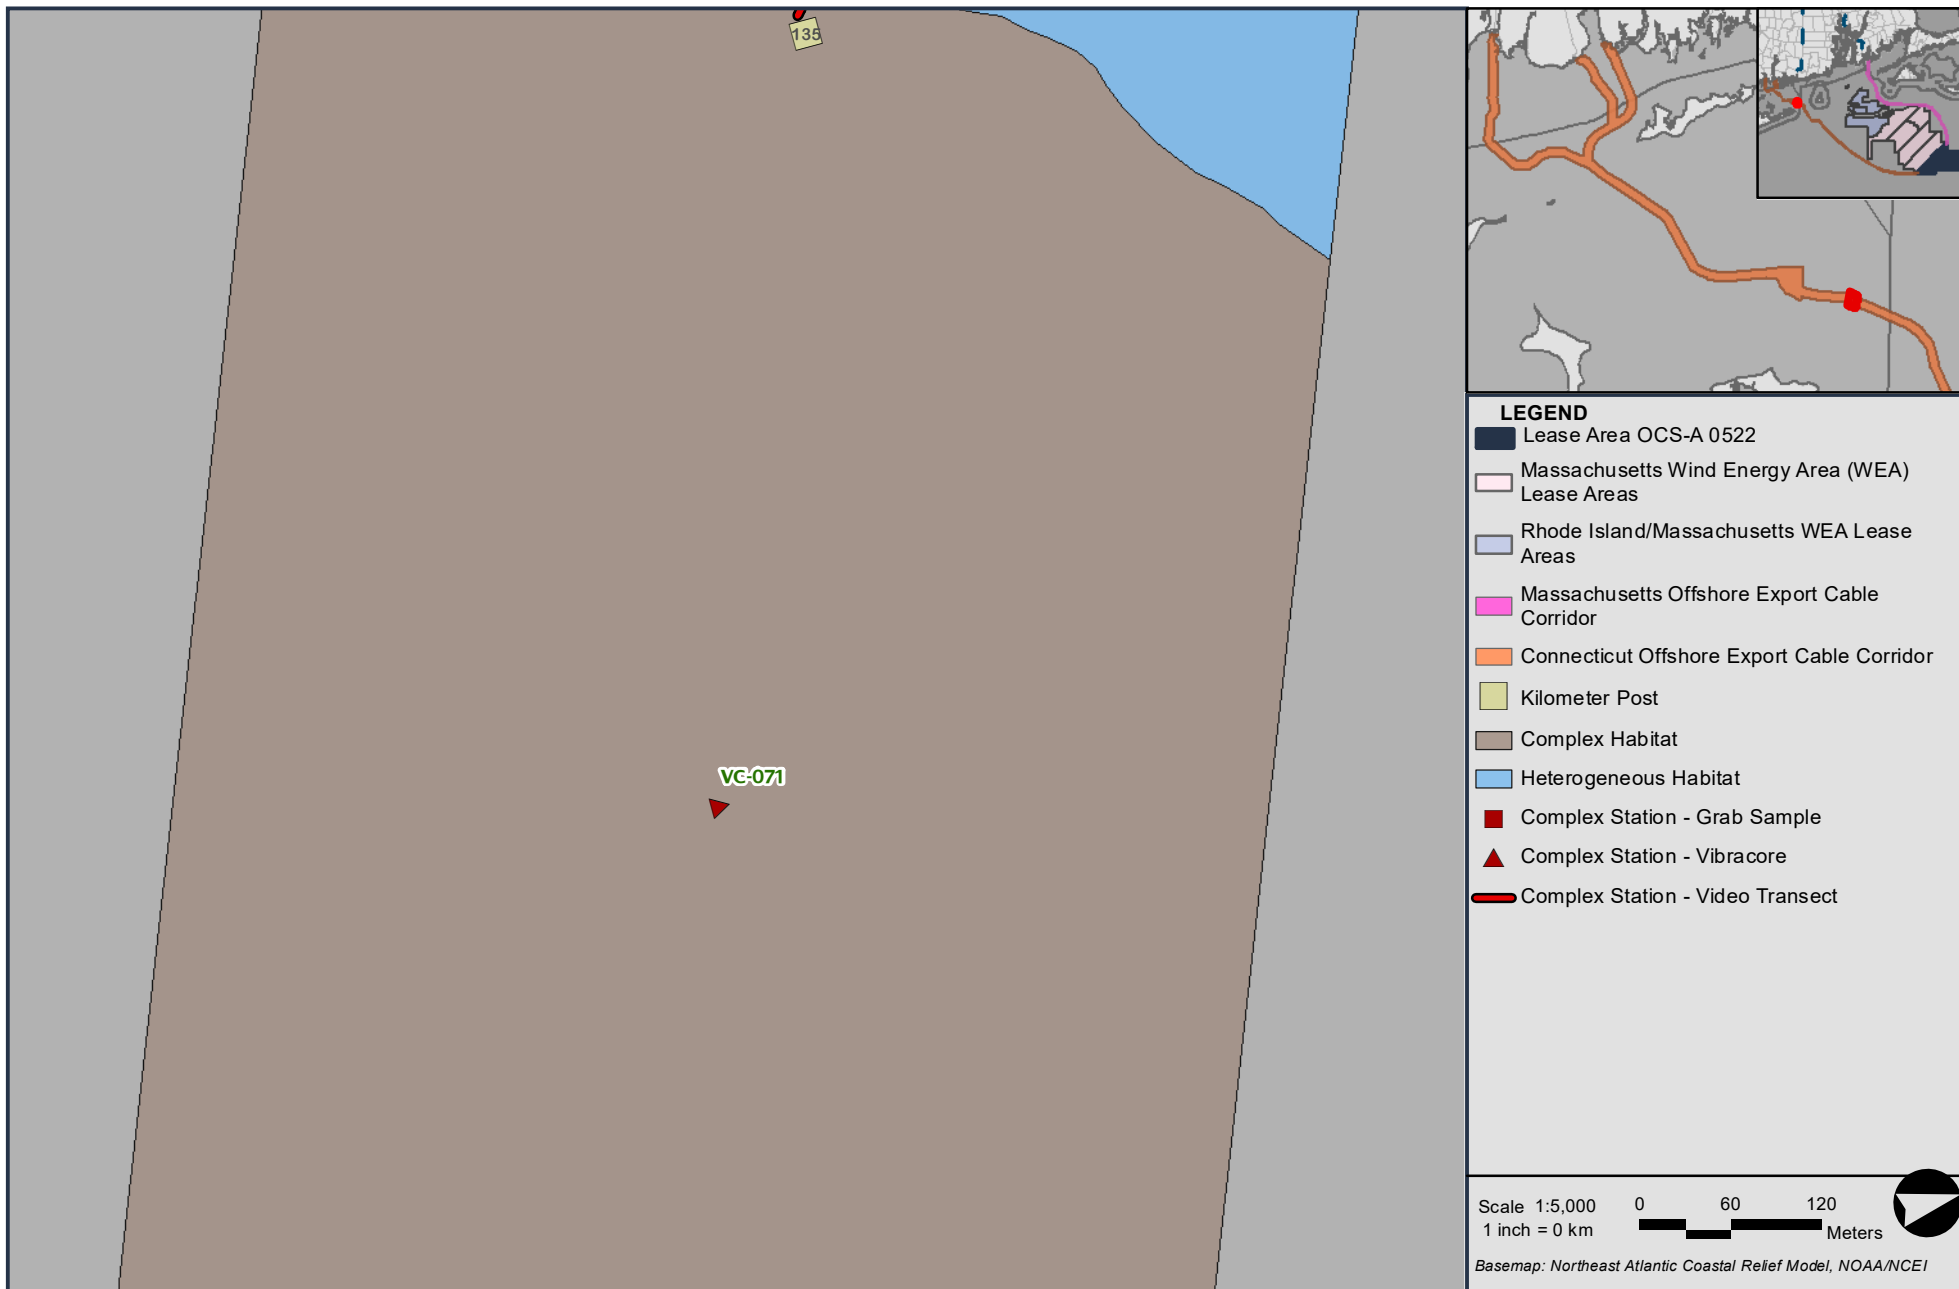 135
VC-071
LEGEND
Lease Area OCS-A 0522
Massachusetts Wind Energy Area (WEA)
Lease Areas
Rhode Island/Massachusetts WEA Lease
Areas
Massachusetts Offshore Export Cable
Corridor
Connecticut Offshore Export Cable Corridor
Kilometer Post
Complex Habitat
Heterogeneous Habitat
Complex Station - Grab Sample
Complex Station - Vibracore
Complex Station - Video Transect
Scale 1:5,000
1 inch = 0 km
0 60 120
Meters
Basemap: Northeast Atlantic Coastal Relief Model, NOAA/NCEI